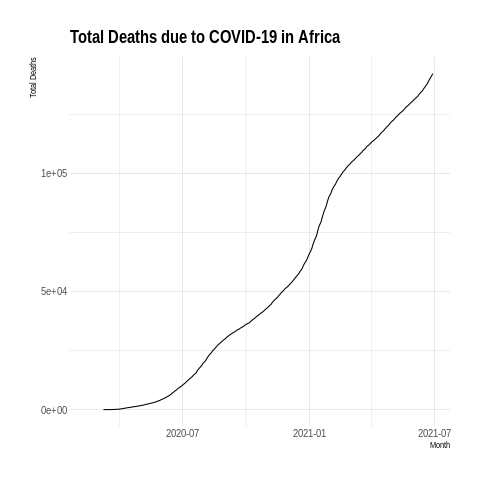 Total Deaths due to COVID-19 in Africa
Total Deaths
1e+05
5e+04
0e+00
2020-07 2021-01 2021-07
Month